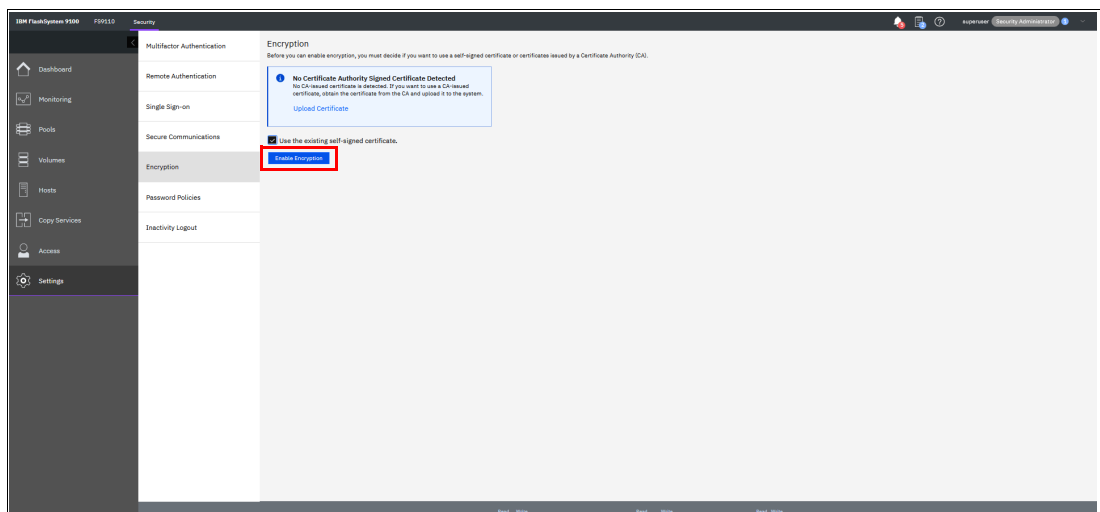 IBM FlashSystem 9100 FS9110 Security
superuser Security Administrator
Multifactor Authentication
Remote Authentication
Single Sign-on
Secure Communications
Encryption
Password Policies
Inactivity Logout
Dashboard
Monitoring
Pools
Volumes
Hosts
Copy Services
Access
Settings
Encryption
Before you can enable encryption, you must decide if you want to use a self-signed certificate or certificates issued by a Certificate Authority (CA).
No Certificate Authority Signed Certificate Detected
No CA-issued certificate is detected. If you want to use a CA-issued
certificate, obtain the certificate from the CA and upload it to the system.
Upload Certificate
Use the existing self-signed certificate.
Enable Encryption